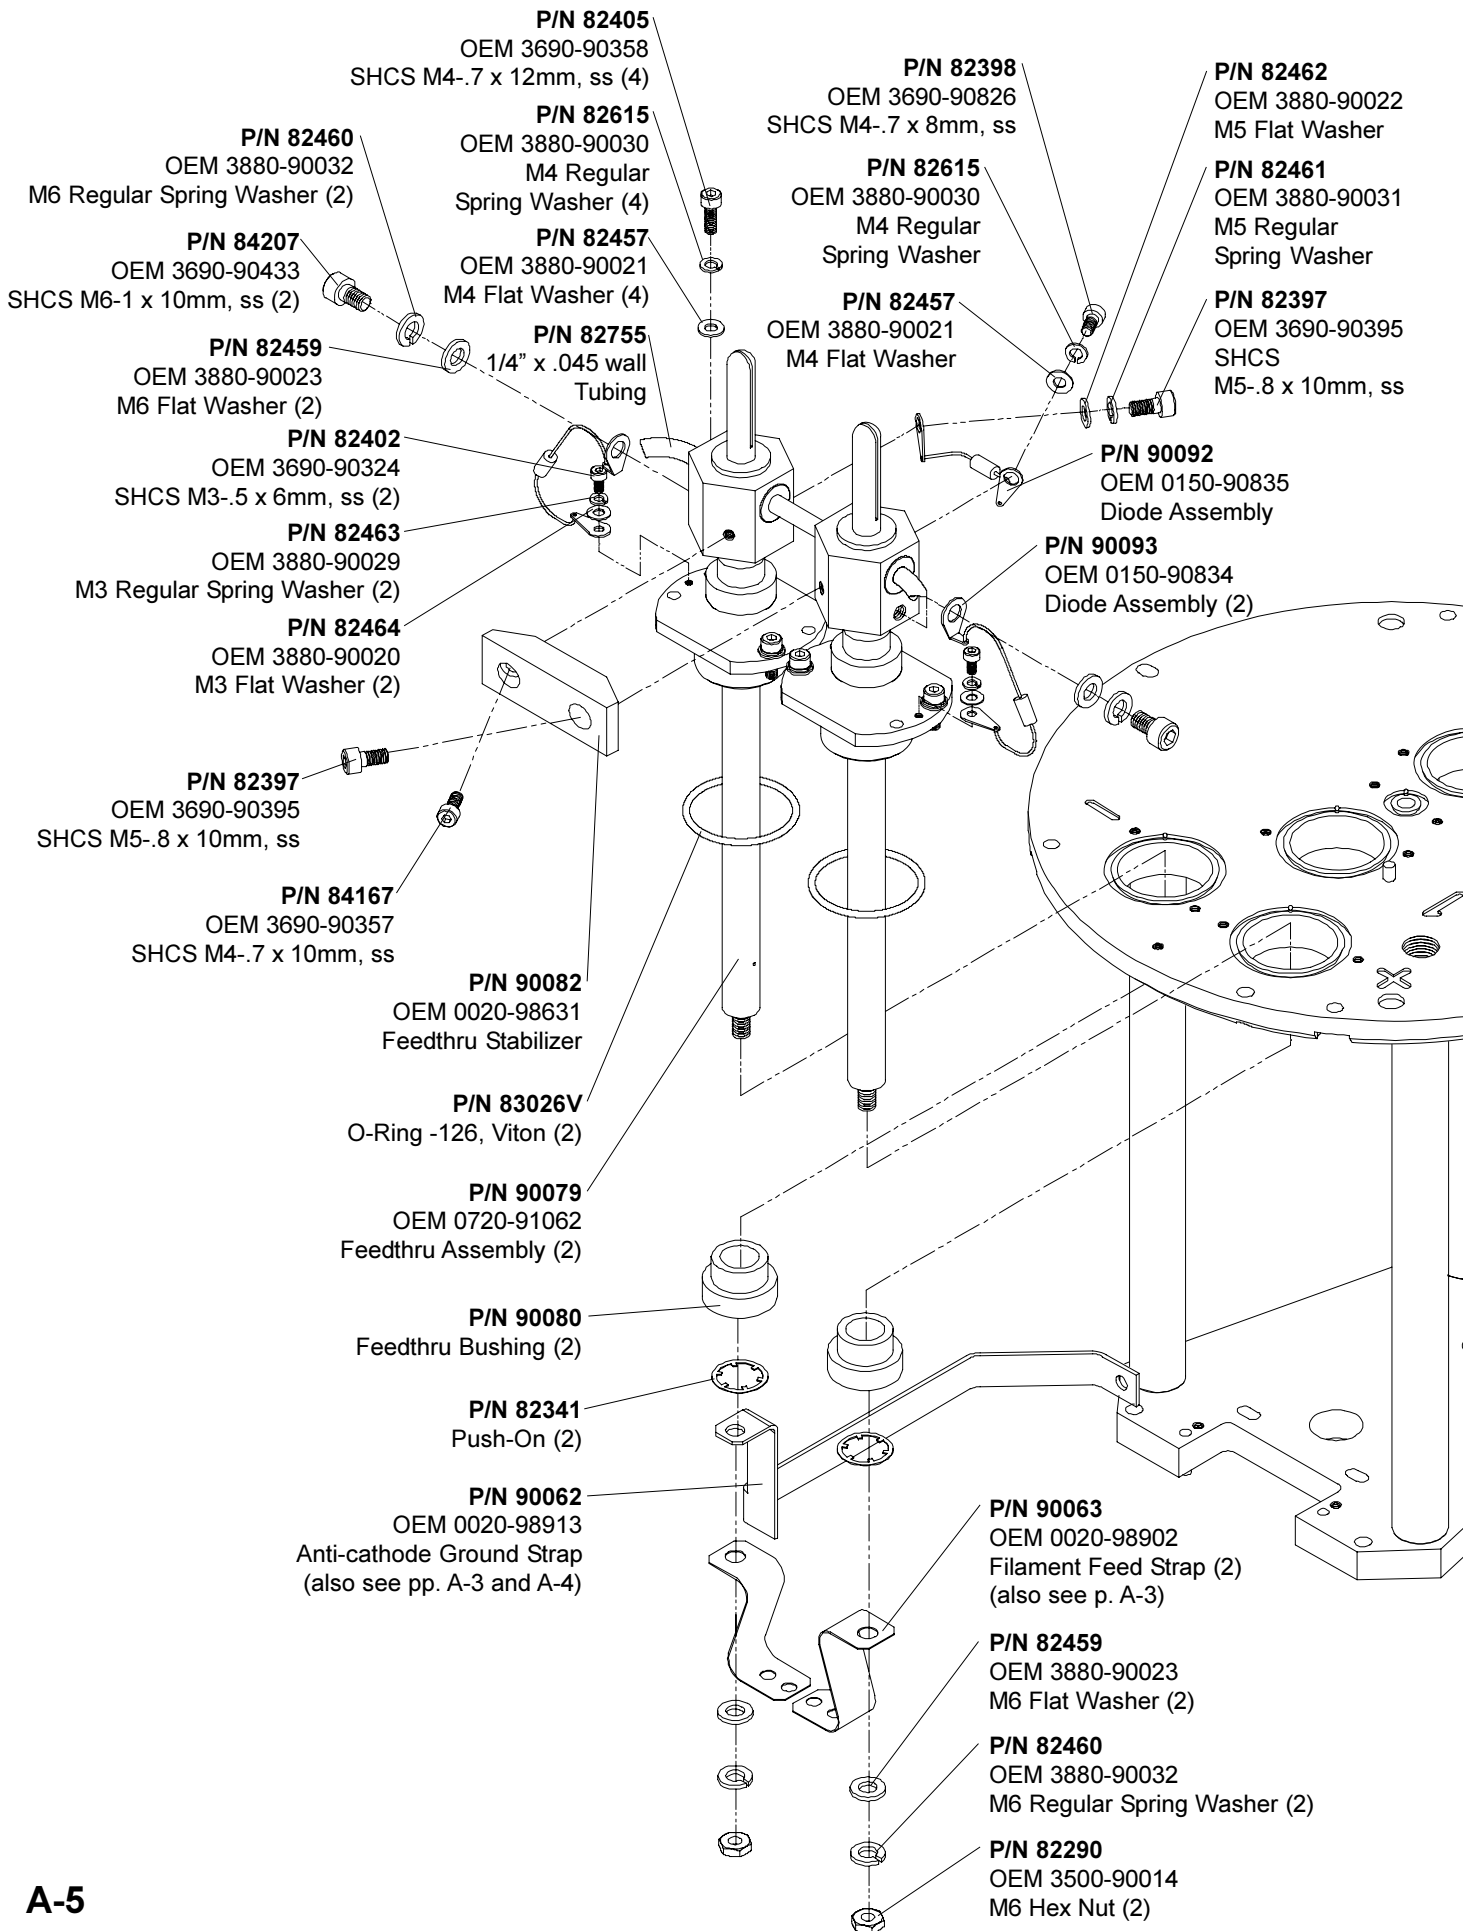 P/N 82405
OEM 3690-90358
SHCS M4-.7 x 12mm, ss (4)
P/N 82615
OEM 3880-90030
M4 Regular
Spring Washer (4)
P/N 82457
OEM 3880-90021
M4 Flat Washer (4)
P/N 82755
1/4” x .045 wall
Tubing
P/N 82460
OEM 3880-90032
M6 Regular Spring Washer (2)
P/N 84207
OEM 3690-90433
SHCS M6-1 x 10mm, ss (2)
P/N 82459
OEM 3880-90023
M6 Flat Washer (2)
P/N 82402
OEM 3690-90324
SHCS M3-.5 x 6mm, ss (2)
P/N 82463
OEM 3880-90029
M3 Regular Spring Washer (2)
P/N 82464
OEM 3880-90020
M3 Flat Washer (2)
P/N 82398
OEM 3690-90826
SHCS M4-.7 x 8mm, ss
P/N 82615
OEM 3880-90030
M4 Regular
Spring Washer
P/N 82457
OEM 3880-90021
M4 Flat Washer
P/N 82462
OEM 3880-90022
M5 Flat Washer
P/N 82461
OEM 3880-90031
M5 Regular
Spring Washer
P/N 82397
OEM 3690-90395
SHCS
M5-.8 x 10mm, ss
P/N 90092
OEM 0150-90835
Diode Assembly
P/N 90093
OEM 0150-90834
Diode Assembly (2)
P/N 82397
OEM 3690-90395
SHCS M5-.8 x 10mm, ss
P/N 84167
OEM 3690-90357
SHCS M4-.7 x 10mm, ss
P/N 90082
OEM 0020-98631
Feedthru Stabilizer
P/N 83026V
O-Ring -126, Viton (2)
P/N 90079
OEM 0720-91062
Feedthru Assembly (2)
P/N 90080
Feedthru Bushing (2)
P/N 82341
Push-On (2)
P/N 90062
OEM 0020-98913
Anti-cathode Ground Strap
(also see pp. A-3 and A-4)
P/N 90063
OEM 0020-98902
Filament Feed Strap (2)
(also see p. A-3)
P/N 82459
OEM 3880-90023
M6 Flat Washer (2)
P/N 82460
OEM 3880-90032
M6 Regular Spring Washer (2)
P/N 82290
OEM 3500-90014
M6 Hex Nut (2)
A-5